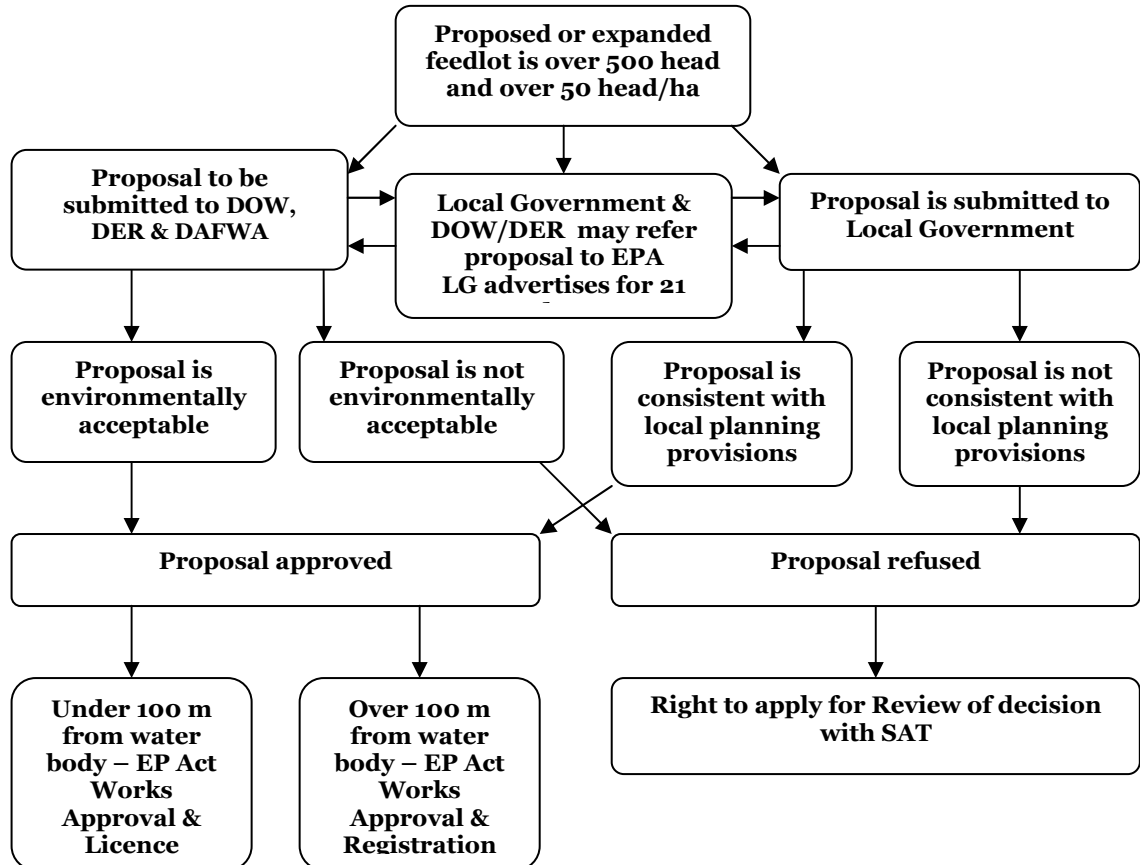 Proposed or expanded
feedlot is over 500 head
and over 50 head/ha
Proposal to be
submitted to DOW,
DER & DAFWA
Local Government &
DOW/DER may refer
proposal to EPA
LG advertises for 21
Proposal is submitted to
Local Government
Proposal is
environmentally
acceptable
Proposal is not
environmentally
acceptable
Proposal is
consistent with
local planning
provisions
Proposal is not
consistent with
local planning
provisions
Proposal approved
Proposal refused
Under 100 m
from water
body – EP Act
Works
Approval &
Licence
Over 100 m
from water
body – EP Act
Works
Approval &
Registration
Right to apply for Review of decision
with SAT